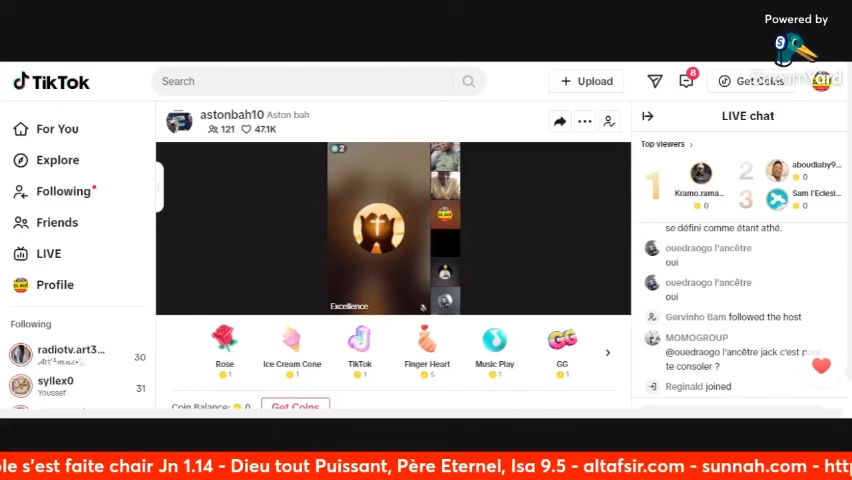 Powered by
S
StreamYard
TikTok
Search
Upload
8
Get Coins
For You
Explore
Following
Friends
LIVE
Profile
Following
radiotv.art3...
30
syllex0
Youssef
31
astonbah10 Aston bah
121 47.1K
2
Excellence
Rose
1
Ice Cream Cone
1
TikTok
1
Finger Heart
5
Music Play
1
GG
1
Coin Balance: 0
Get Coins
LIVE chat
Top viewers
1
Kramo.rama...
0
2
aboudiaby9...
0
3
Sam l'Eclesi...
0
se défini comme étant athé.
ouedraogo l'ancêtre
oui
ouedraogo l'ancêtre
oui
Gervinho Bam followed the host
MOMOGROUP
@ouedraogo l'ancêtre jack c'est pour
te consoler ?
Reginald joined
ole s'est faite chair Jn 1.14 - Dieu tout Puissant, Père Eternel, Isa 9.5 - altafsir.com - sunnah.com - http